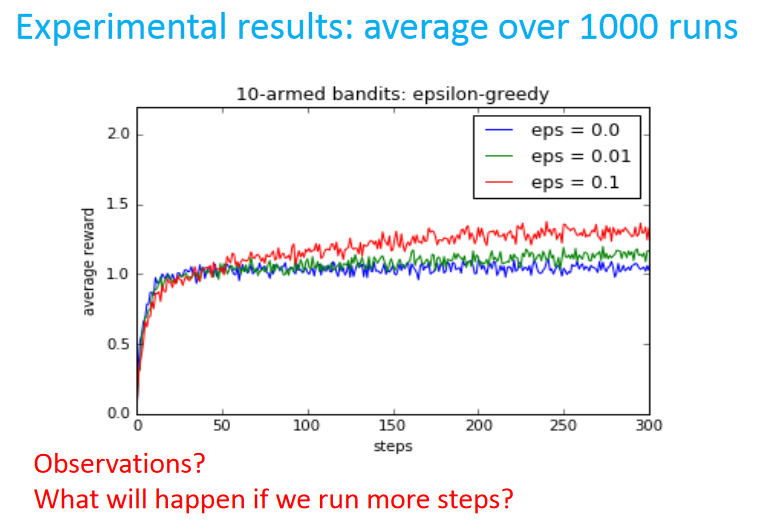 Experimental results: average over 1000 runs
10-armed bandits: epsilon-greedy
eps = 0.0
eps = 0.01
eps = 0.1
2.0
1.5
1.0
0.5
0.0
average reward
0 50 100 150 200 250 300
steps
Observations?
What will happen if we run more steps?